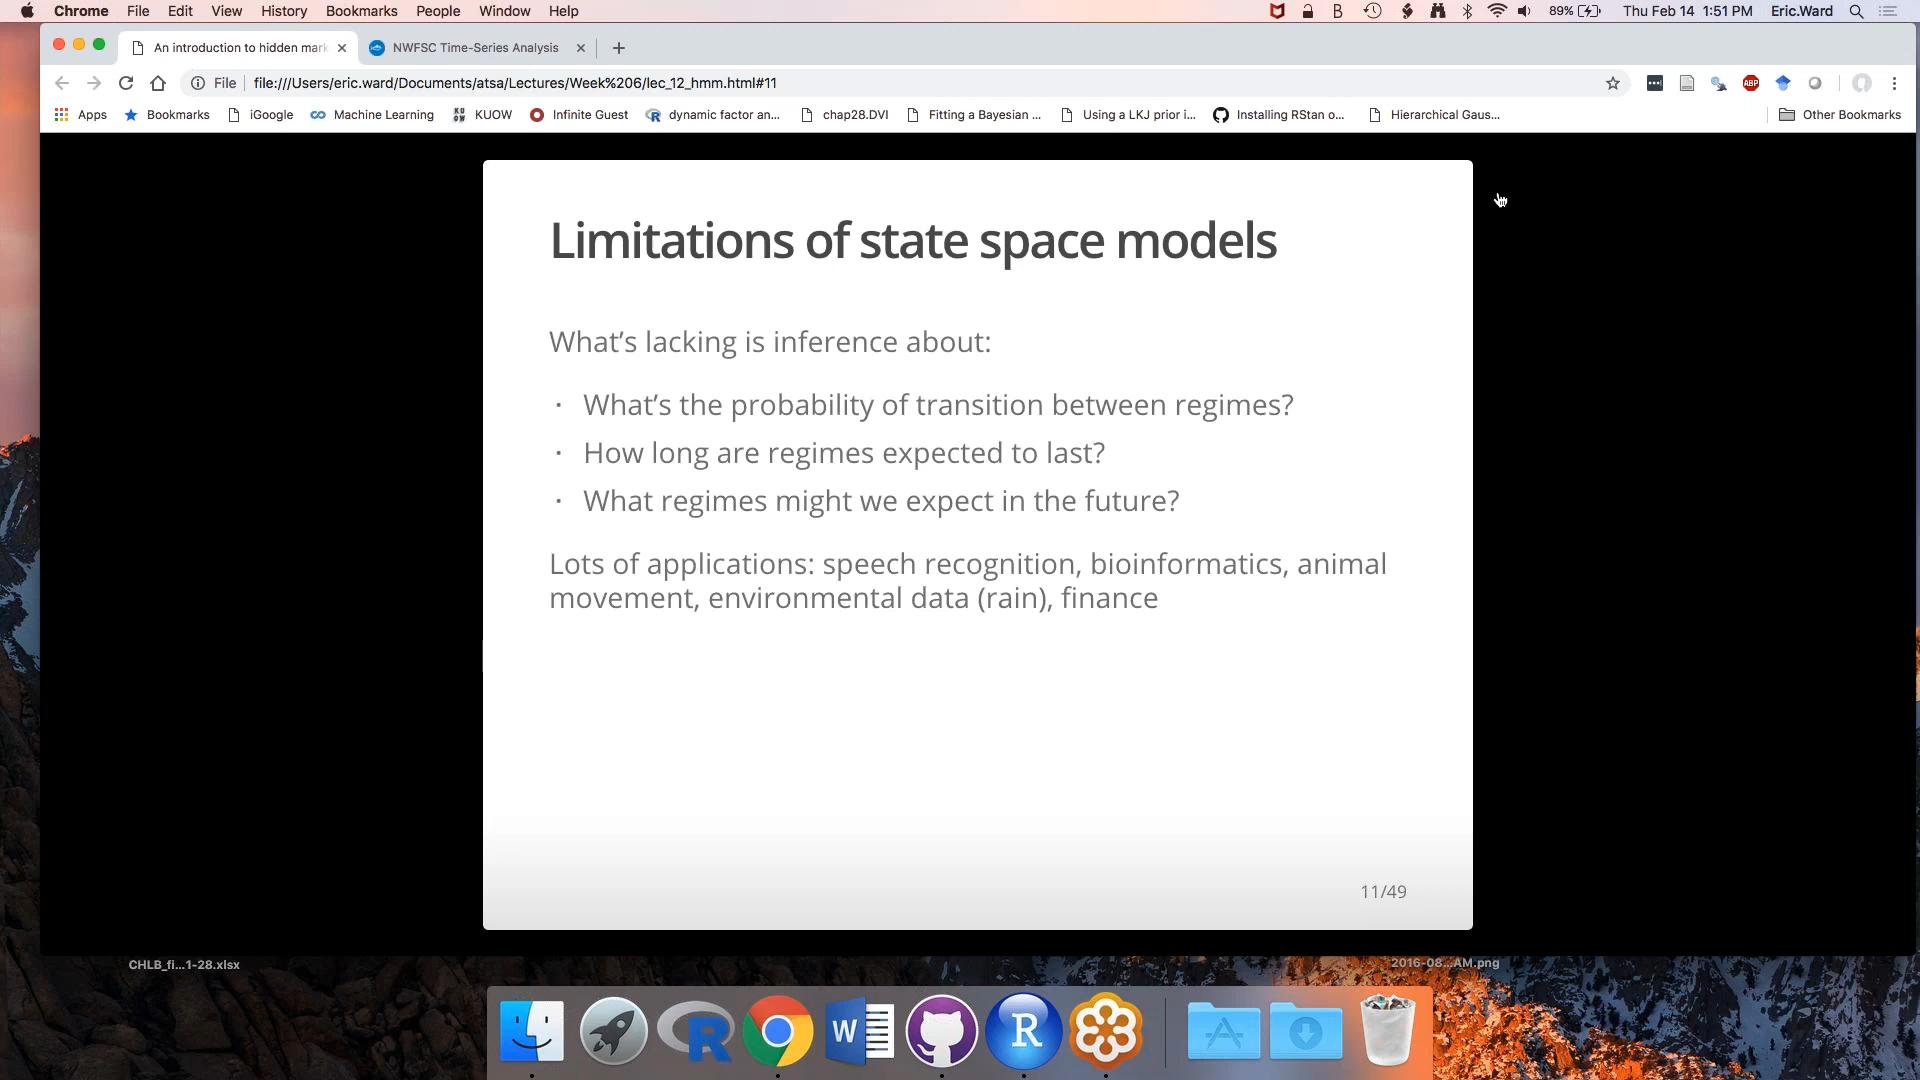 Chrome File Edit View History Bookmarks People Window Help 89% Thu Feb 14 1:51 PM Eric.Ward
An introduction to hidden mark NWFSC Time-Series Analysis
File file:///Users/eric.ward/Documents/atsa/Lectures/Week%206/lec_12_hmm.html#11 ABP
Apps Bookmarks iGoogle Machine Learning KUOW KUOW Infinite Guest dynamic factor an... chap28.DVI Fitting a Bayesian ... Using a LKJ prior i... Installing RStan o... Hierarchical Gaus... Other Bookmarks
Limitations of state space models
What's lacking is inference about:
· What's the probability of transition between regimes?
· How long are regimes expected to last?
· What regimes might we expect in the future?
Lots of applications: speech recognition, bioinformatics, animal
movement, environmental data (rain), finance
11/49
CHLB_fi...1-28.xlsx 2016-08...AM.png
R W R